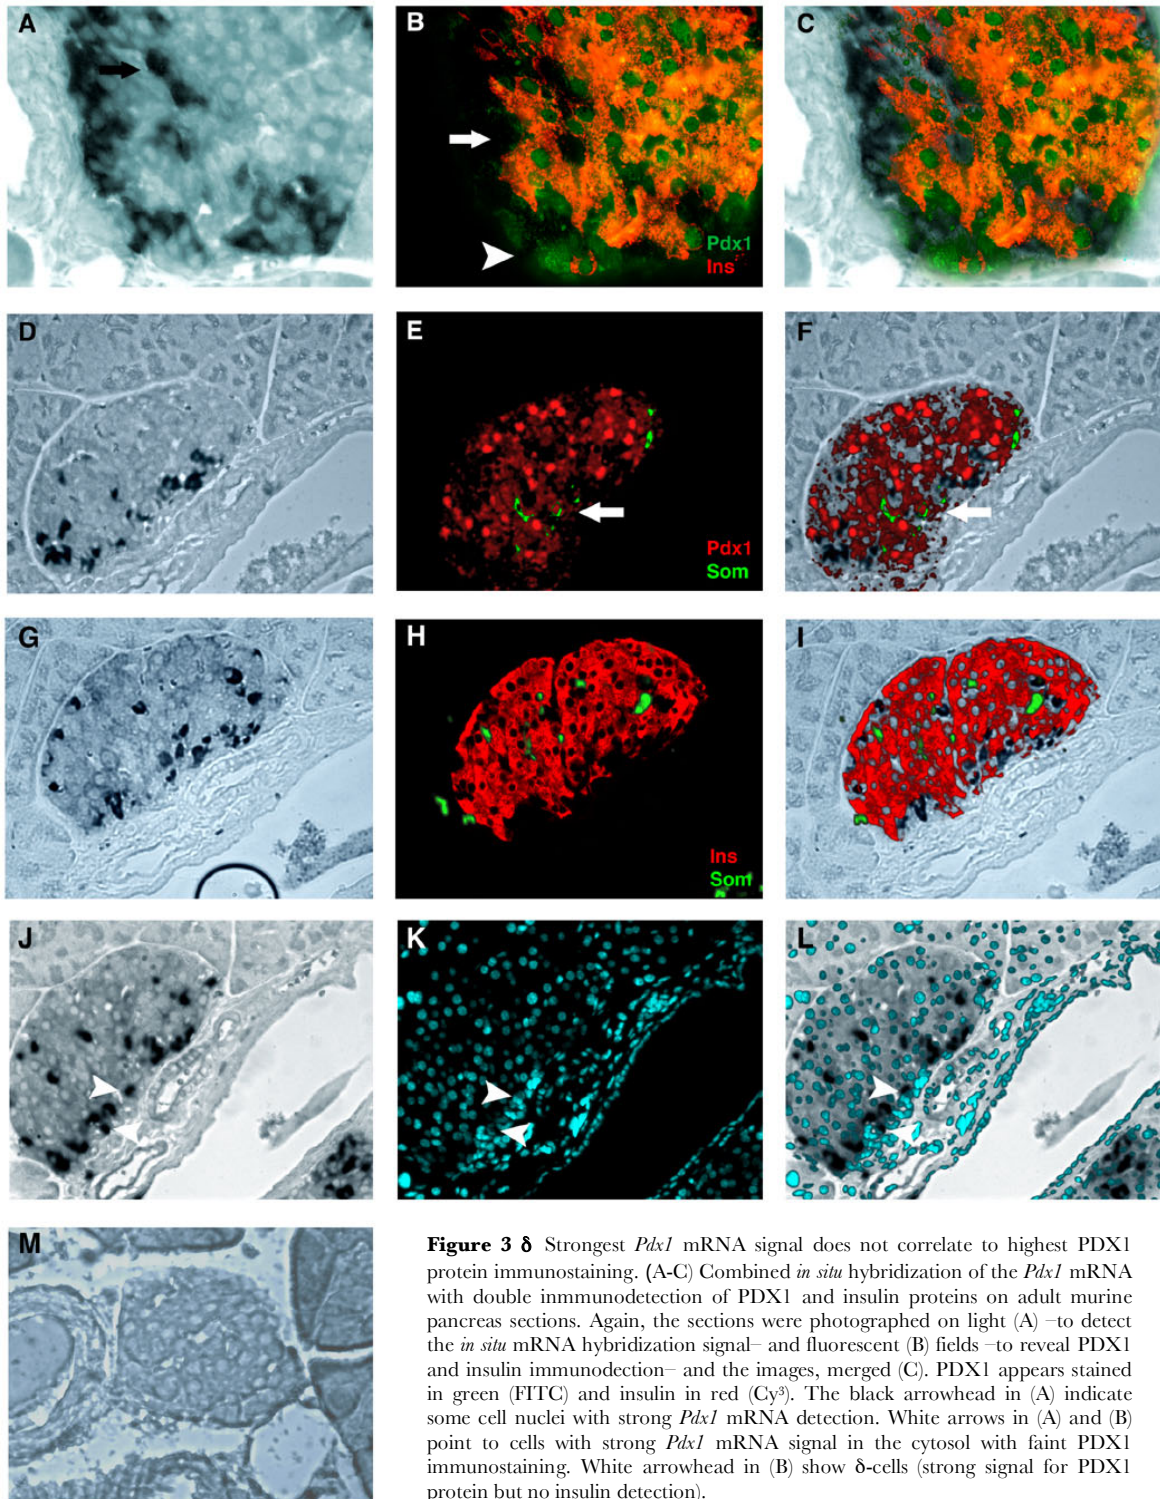 A
B
C
Pdx1
Ins
D
E
F
Pdx1
Som
G
H
I
Ins
Som
J
K
L
M
Figure 3 δ Strongest Pdx1 mRNA signal does not correlate to highest PDX1
protein immunostaining. (A-C) Combined in situ hybridization of the Pdx1 mRNA
with double inmmunodetection of PDX1 and insulin proteins on adult murine
pancreas sections. Again, the sections were photographed on light (A) –to detect
the in situ mRNA hybridization signal– and fluorescent (B) fields –to reveal PDX1
and insulin immunodection– and the images, merged (C). PDX1 appears stained
in green (FITC) and insulin in red (Cy³). The black arrowhead in (A) indicate
some cell nuclei with strong Pdx1 mRNA detection. White arrows in (A) and (B)
point to cells with strong Pdx1 mRNA signal in the cytosol with faint PDX1
immunostaining. White arrowhead in (B) show δ-cells (strong signal for PDX1
protein but no insulin detection).